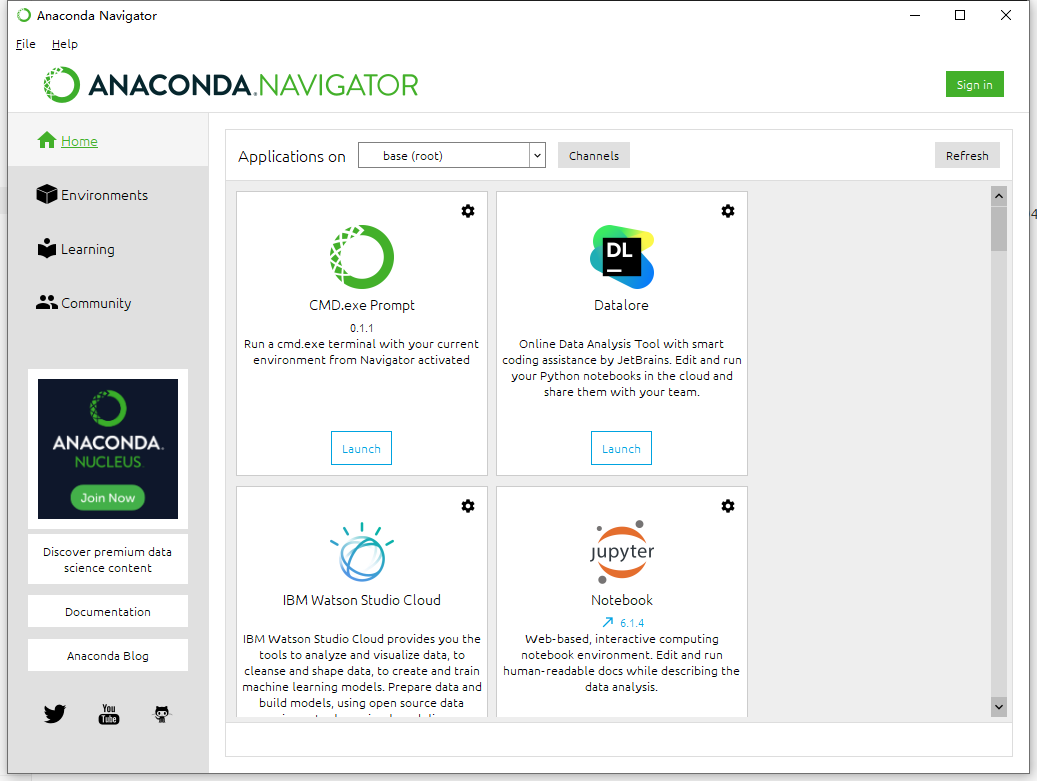 Anaconda Navigator
File Help
ANACONDA.NAVIGATOR
Sign in
Home
Environments
Learning
Community
ANACONDA.
NUCLEUS
Join Now
Discover premium data
science content
Documentation
Anaconda Blog
You
Tube
Applications on base (root) Channels Refresh
CMD.exe Prompt
0.1.1
Run a cmd.exe terminal with your current
environment from Navigator activated
Launch
DL
Datalore
Online Data Analysis Tool with smart
coding assistance by JetBrains. Edit and run
your Python notebooks in the cloud and
share them with your team.
Launch
IBM Watson Studio Cloud
IBM Watson Studio Cloud provides you the
tools to analyze and visualize data, to
cleanse and shape data, to create and train
machine learning models. Prepare data and
build models, using open source data
jupyter
Notebook
6.1.4
Web-based, interactive computing
notebook environment. Edit and run
human-readable docs while describing the
data analysis.
4